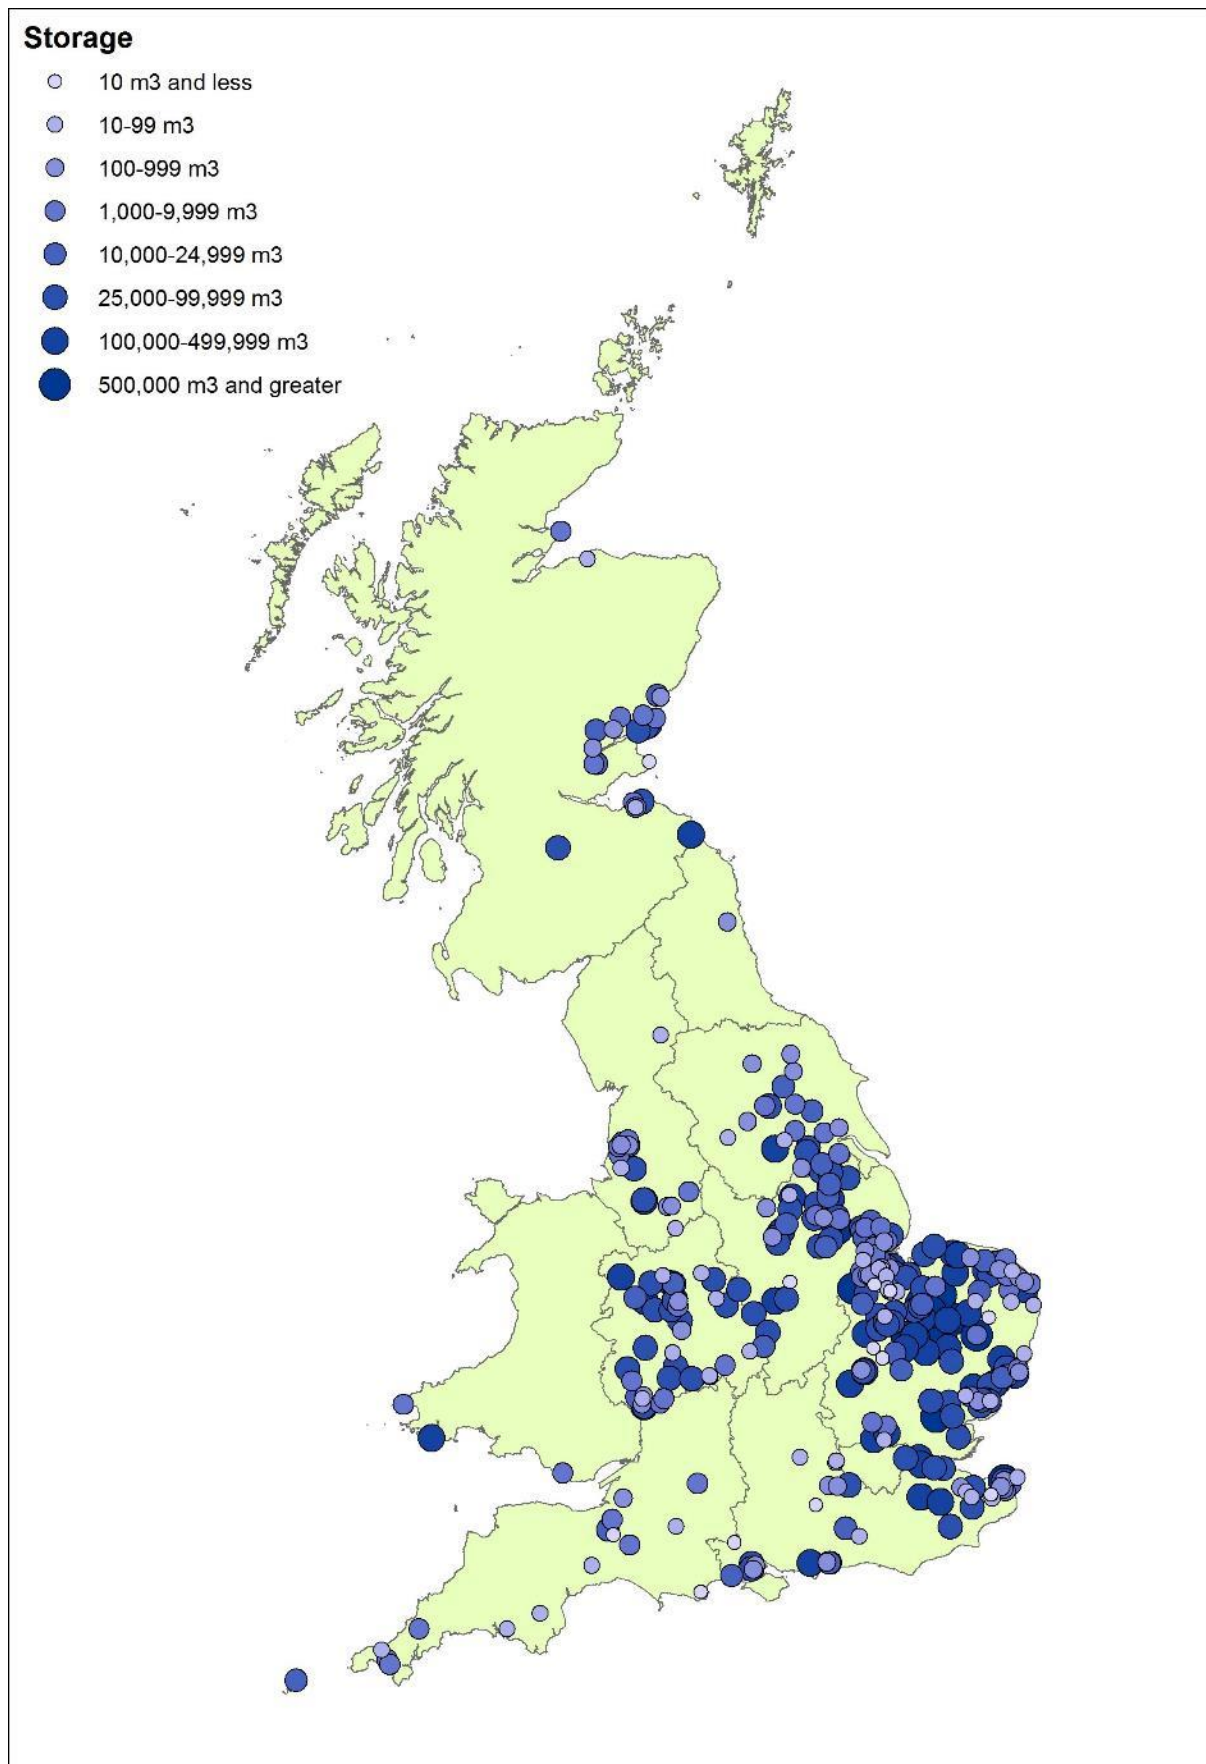 Storage
10 m3 and less
10-99 m3
100-999 m3
1,000-9,999 m3
10,000-24,999 m3
25,000-99,999 m3
100,000-499,999 m3
500,000 m3 and greater